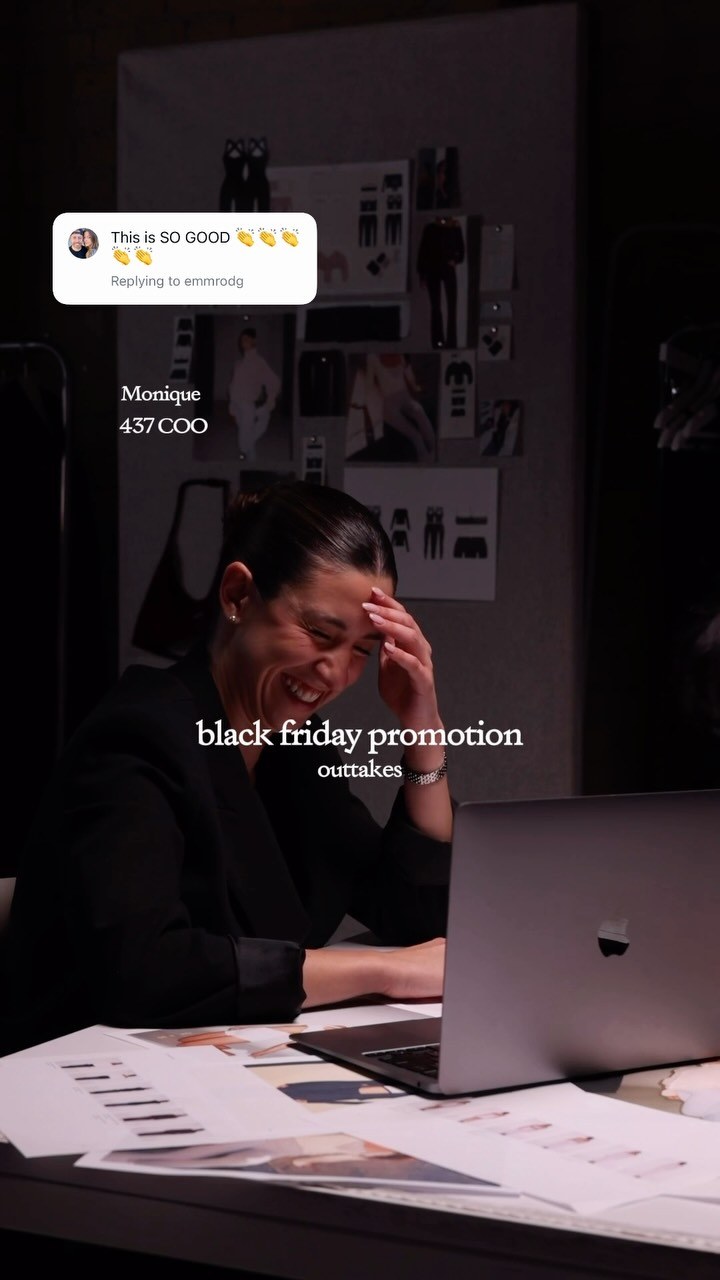 This is SO GOOD 👏👏👏
👏👏
Replying to emmrodg
Monique
437 COO
black friday promotion
outtakes